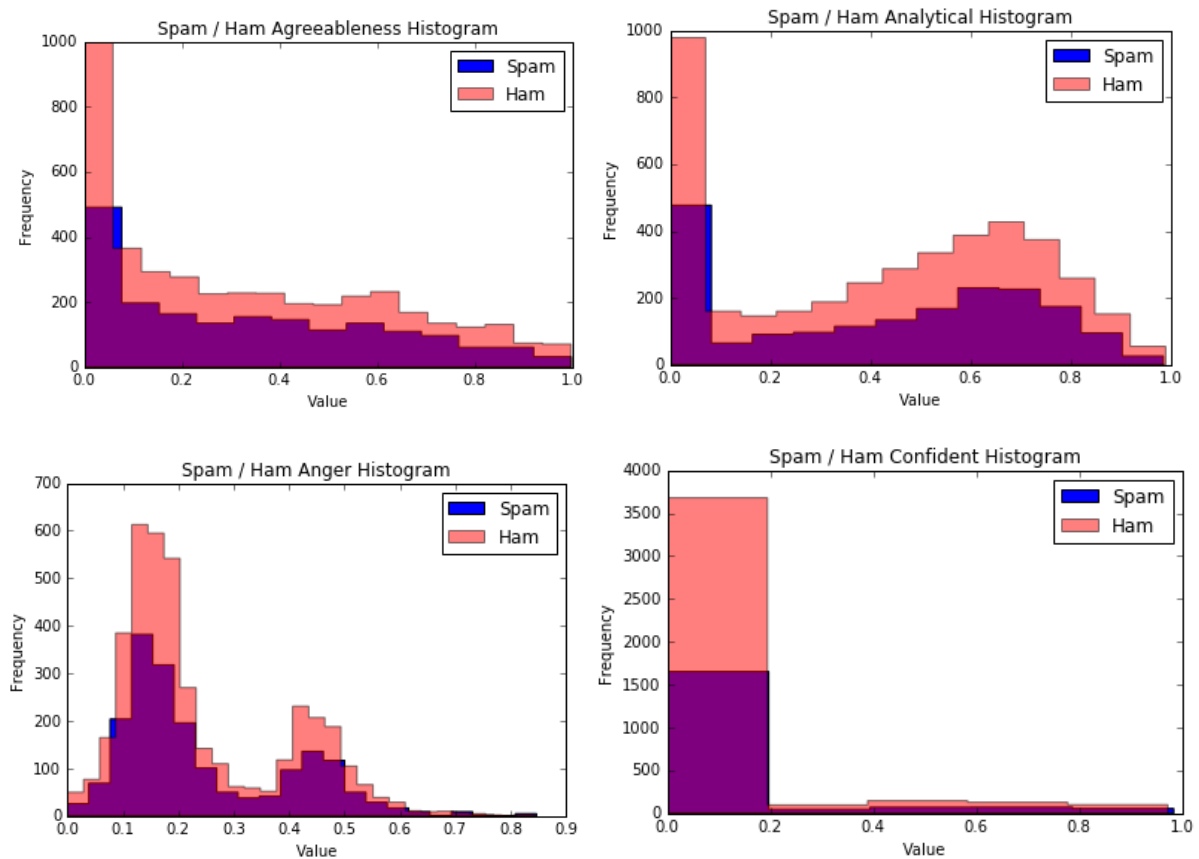 Spam / Ham Agreeableness Histogram
1000
800
600
400
200
0
Frequency
Spam
Ham
0.0 0.2 0.4 0.6 0.8 1.0
Value
Spam / Ham Analytical Histogram
1000
800
600
400
200
0
Frequency
Spam
Ham
0.0 0.2 0.4 0.6 0.8 1.0
Value
Spam / Ham Anger Histogram
700
600
500
400
300
200
100
0
Frequency
Spam
Ham
0.0 0.1 0.2 0.3 0.4 0.5 0.6 0.7 0.8 0.9
Value
Spam / Ham Confident Histogram
4000
3500
3000
2500
2000
1500
1000
500
0
Frequency
Spam
Ham
0.0 0.2 0.4 0.6 0.8 1.0
Value